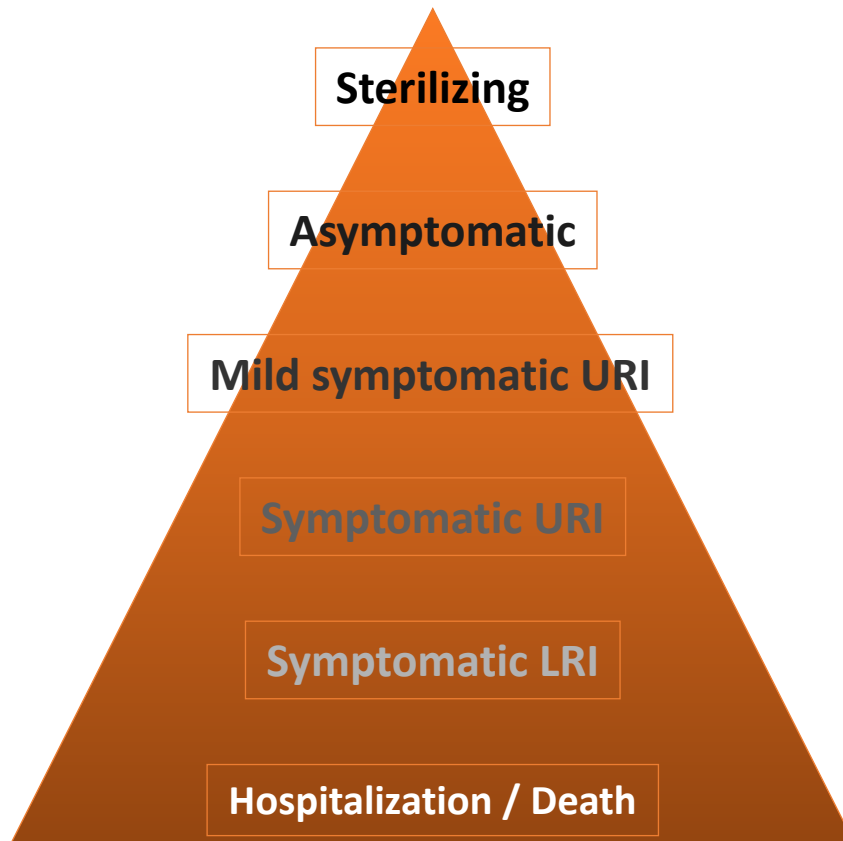 Sterilizing
Asymptomatic
Mild symptomatic URI
Symptomatic URI
Symptomatic LRI
Hospitalization / Death